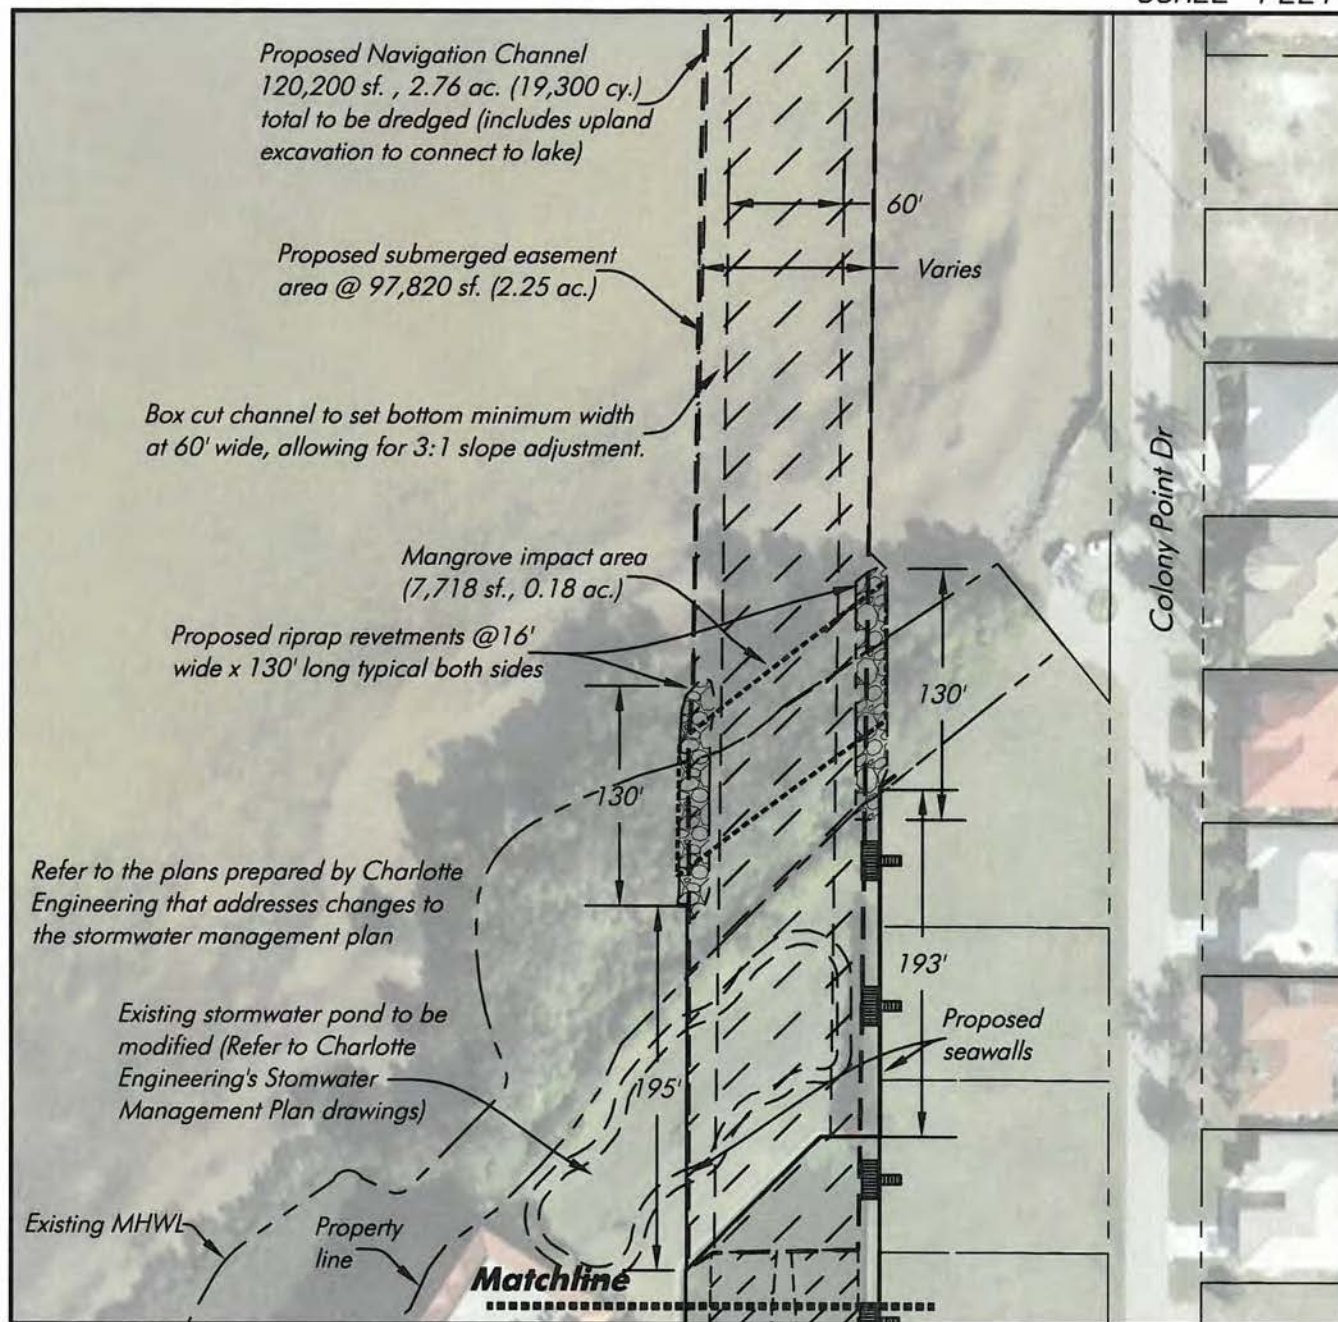 Proposed Navigation Channel
120,200 sf. , 2.76 ac. (19,300 cy.)
total to be dredged (includes upland
excavation to connect to lake)
60'
Proposed submerged easement
area @ 97,820 sf. (2.25 ac.)
Varies
Box cut channel to set bottom minimum width
at 60' wide, allowing for 3:1 slope adjustment.
Colony Point Dr
Mangrove impact area
(7,718 sf., 0.18 ac.)
Proposed riprap revetments @16'
wide x 130' long typical both sides
130'
130'
Refer to the plans prepared by Charlotte
Engineering that addresses changes to
the stormwater management plan
193'
Existing stormwater pond to be
modified (Refer to Charlotte
Engineering's Stomwater
Management Plan drawings)
Proposed
seawalls
195'
Existing MHWL
Property
line
Matchline